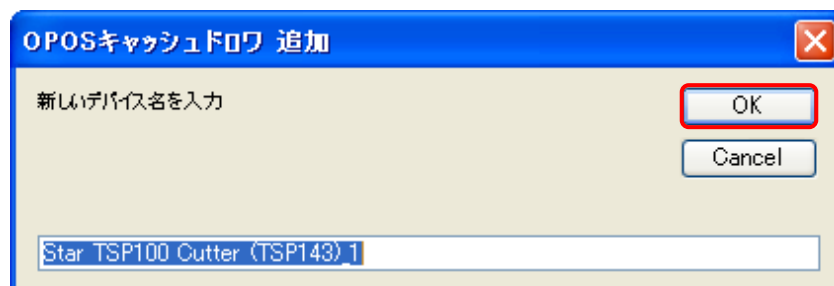 OPOSキャッシュドロワ 追加
新しいデバイス名を入力
OK
Cancel
Star TSP100 Cutter (TSP143)_1